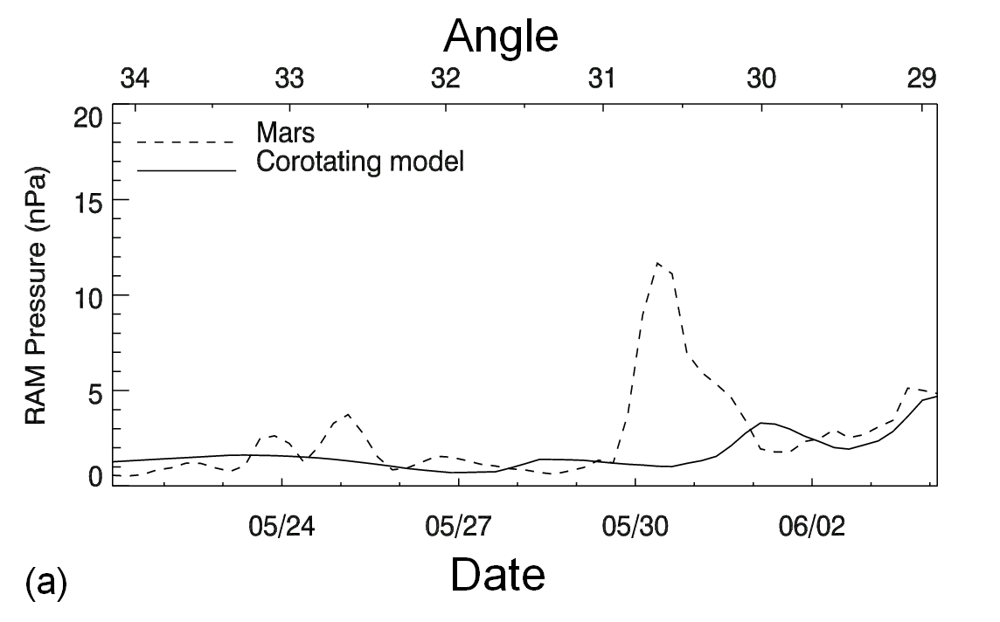 Angle
34 33 32 31 30 29
20
15
10
5
0
RAM Pressure (nPa)
Mars
Corotating model
05/24 05/27 05/30 06/02
Date
(a)